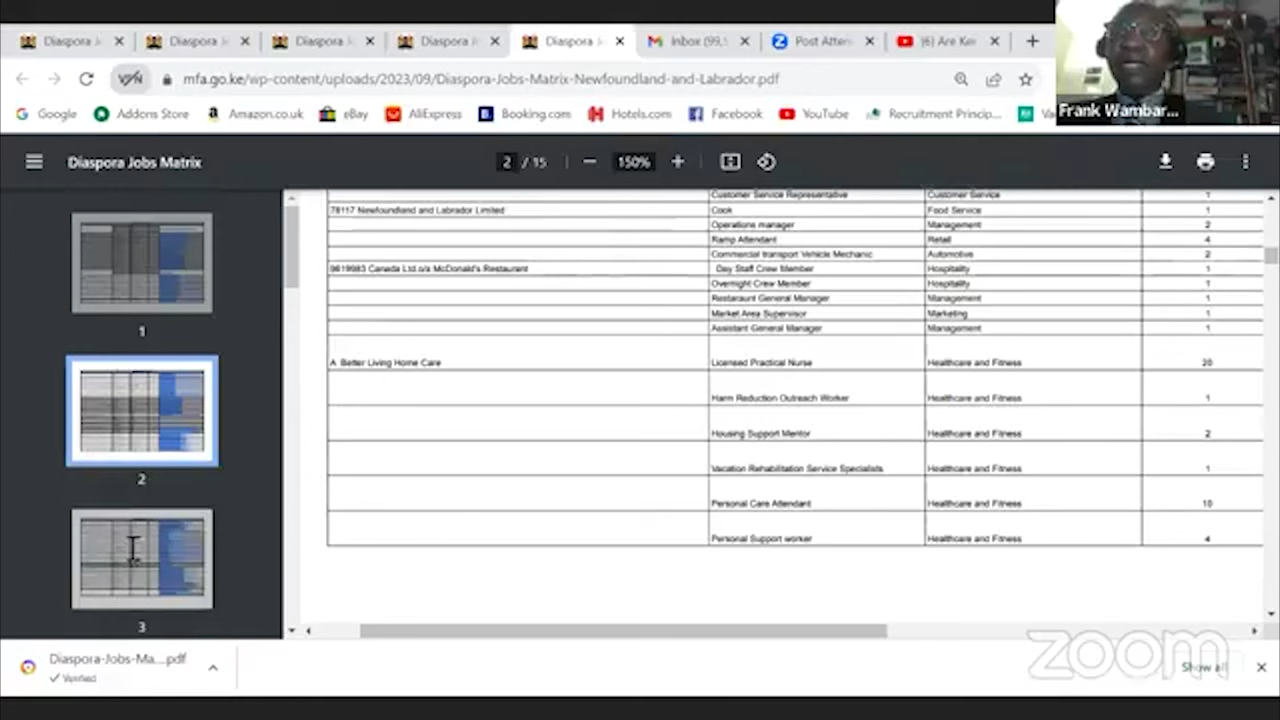 Diaspora J
Diaspora J
Diaspora J
Diaspora J
Diaspora J
Inbox (99,
Post Atten
(6) Are Ke
mfa.go.ke/wp-content/uploads/2023/09/Diaspora-Jobs-Matrix-Newfoundland-and-Labrador.pdf
Google Addons Store Amazon.co.uk eBay AliExpress Booking.com Hotels.com Facebook YouTube Recruitment Princip...
Frank Wambar...
Diaspora Jobs Matrix 2 / 15 150%
Customer Service Representative Customer Service 1
78117 Newfoundland and Labrador Limited Cook Food Service 1
Operations manager Management 2
Ramp Attendant Retail 4
Commercial transport Vehicle Mechanic Automotive 2
9619983 Canada Ltd.o/a McDonald's Restaurant Day Staff Crew Member Hospitality 1
Overnight Crew Member Hospitality 1
Restaraunt General Manager Management 1
Market Area Supervisor Marketing 1
Assistant General Manager Management 1
A Better Living Home Care Licensed Practical Nurse Healthcare and Fitness 20
Harm Reduction Outreach Worker Healthcare and Fitness 1
Housing Support Mentor Healthcare and Fitness 2
Vacation Rehabilitation Service Specialists Healthcare and Fitness 1
Personal Care Attendant Healthcare and Fitness 10
Personal Support worker Healthcare and Fitness 4
1
2
3
Diaspora-Jobs-Ma....pdf
Verified
Show all
zoom